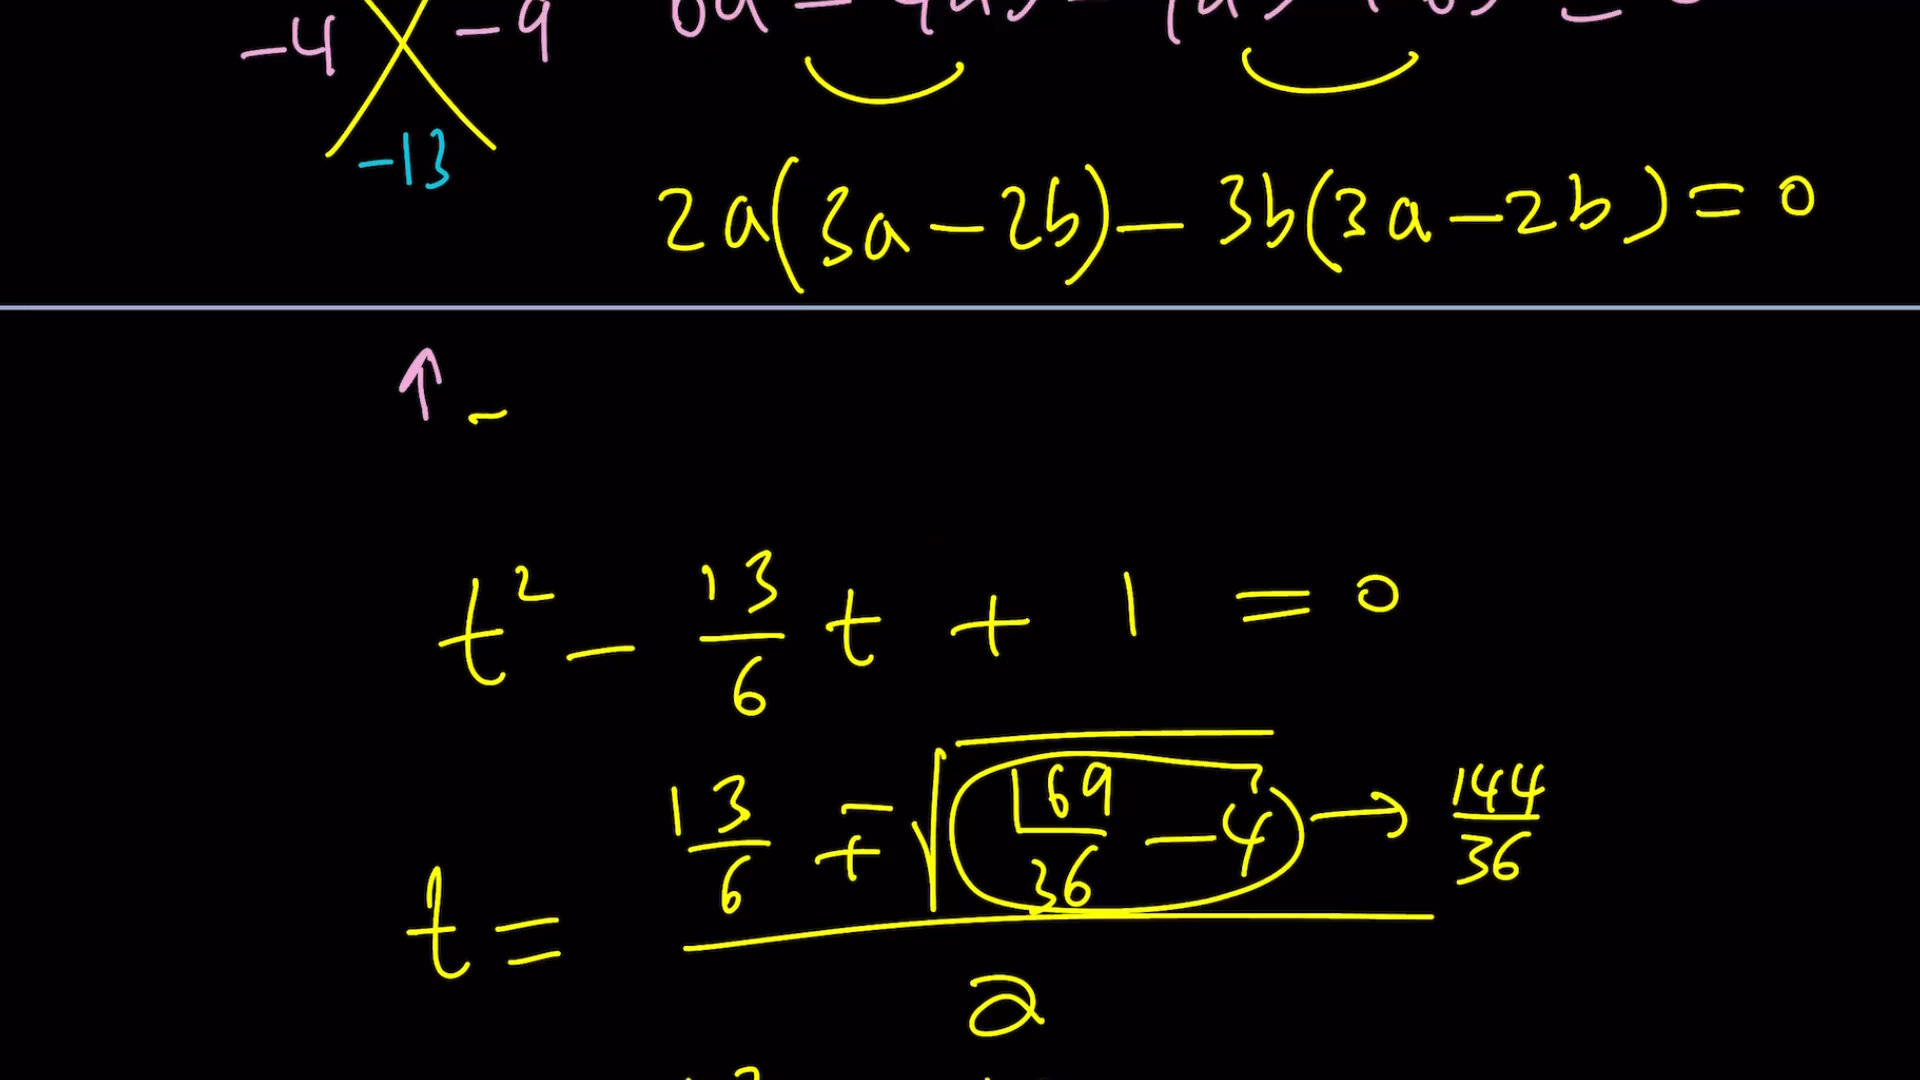 -4 -9
-13
2a(3a-2b)-3b(3a-2b)=0
↑ -
t² - 13/6 t + 1 = 0
t = (13/6 ∓ √(169/36 - 4)) / 2 → 144/36